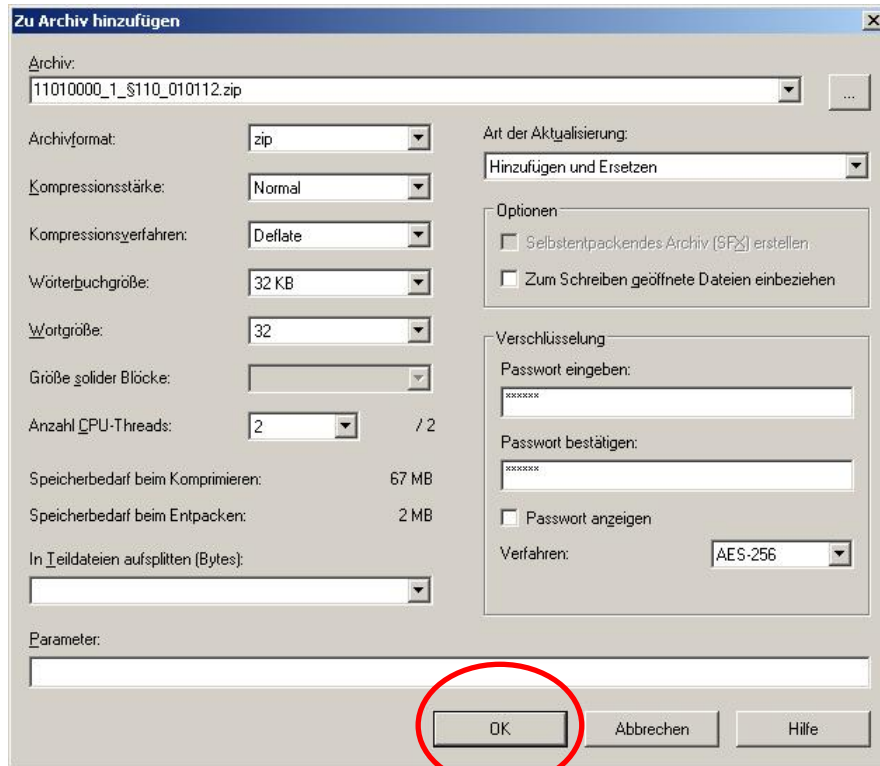 Zu Archiv hinzufügen
Archiv:
11010000_1_§110_010112.zip
...
Archivformat: zip
Kompressionsstärke: Normal
Kompressionsverfahren: Deflate
Wörterbuchgröße: 32 KB
Wortgröße: 32
Größe solider Blöcke:
Anzahl CPU-Threads: 2 / 2
Speicherbedarf beim Komprimieren: 67 MB
Speicherbedarf beim Entpacken: 2 MB
In Teildateien aufsplitten (Bytes):
Art der Aktualisierung:
Hinzufügen und Ersetzen
Optionen
Selbstentpackendes Archiv (SFX) erstellen
Zum Schreiben geöffnete Dateien einbeziehen
Verschlüsselung
Passwort eingeben:
******
Passwort bestätigen:
******
Passwort anzeigen
Verfahren: AES-256
Parameter:
OK Abbrechen Hilfe